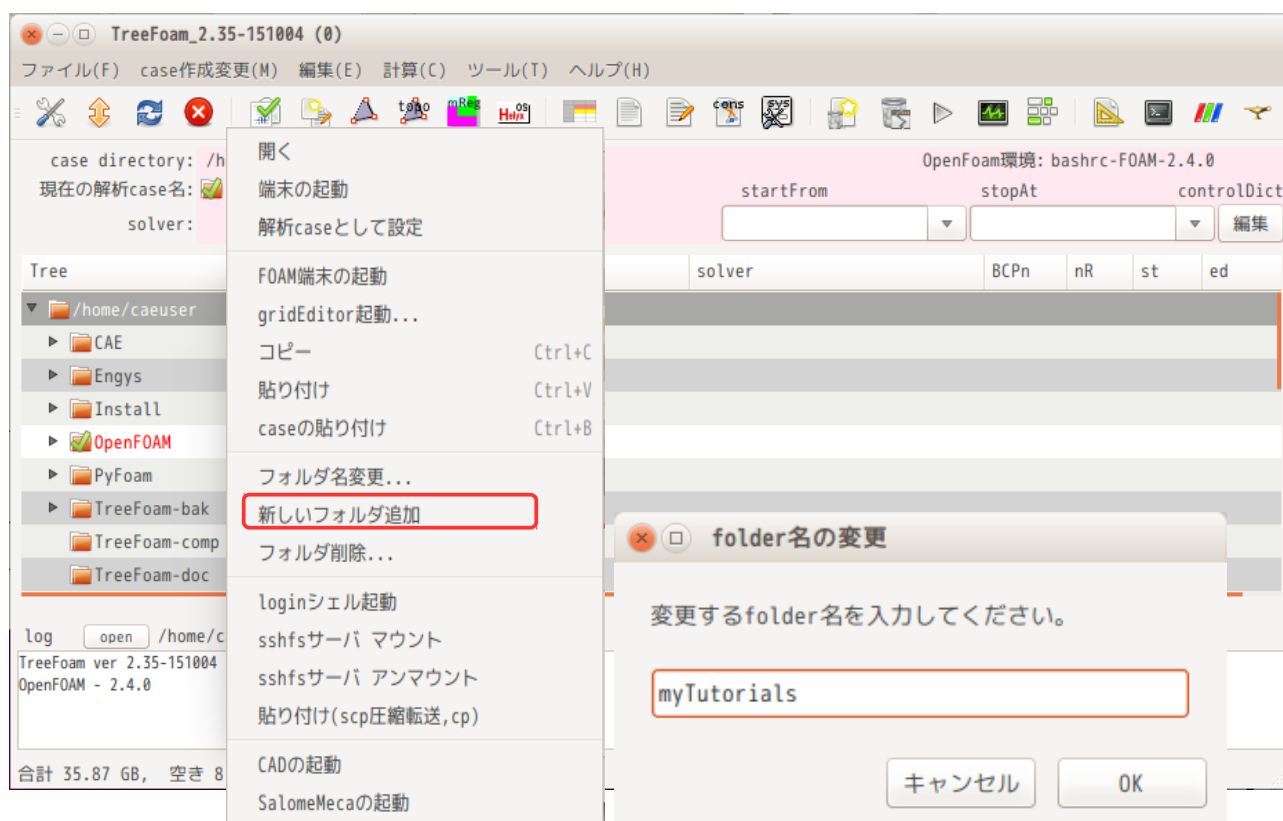 TreeFoam_2.35-151004 (0)
ファイル(F) case作成変更(M) 編集(E) 計算(C) ツール(T) ヘルプ(H)
topo
mReg
OS
Helyx
cons
sys
case directory: /h
OpenFoam環境: bashrc-FOAM-2.4.0
現在の解析case名:
startFrom stopAt controlDict
solver:
編集
Tree solver BCPn nR st ed
/home/caeuser
CAE
Engys
Install
OpenFOAM
PyFoam
TreeFoam-bak
TreeFoam-comp
TreeFoam-doc
log open /home/c
TreeFoam ver 2.35-151004
OpenFOAM - 2.4.0
合計 35.87 GB, 空き 8
開く
端末の起動
解析caseとして設定
FOAM端末の起動
gridEditor起動...
コピー Ctrl+C
貼り付け Ctrl+V
caseの貼り付け Ctrl+B
フォルダ名変更...
新しいフォルダ追加
フォルダ削除...
loginシェル起動
sshfsサーバ マウント
sshfsサーバ アンマウント
貼り付け(scp圧縮転送,cp)
CADの起動
SalomeMecaの起動
folder名の変更
変更するfolder名を入力してください。
myTutorials
キャンセル OK